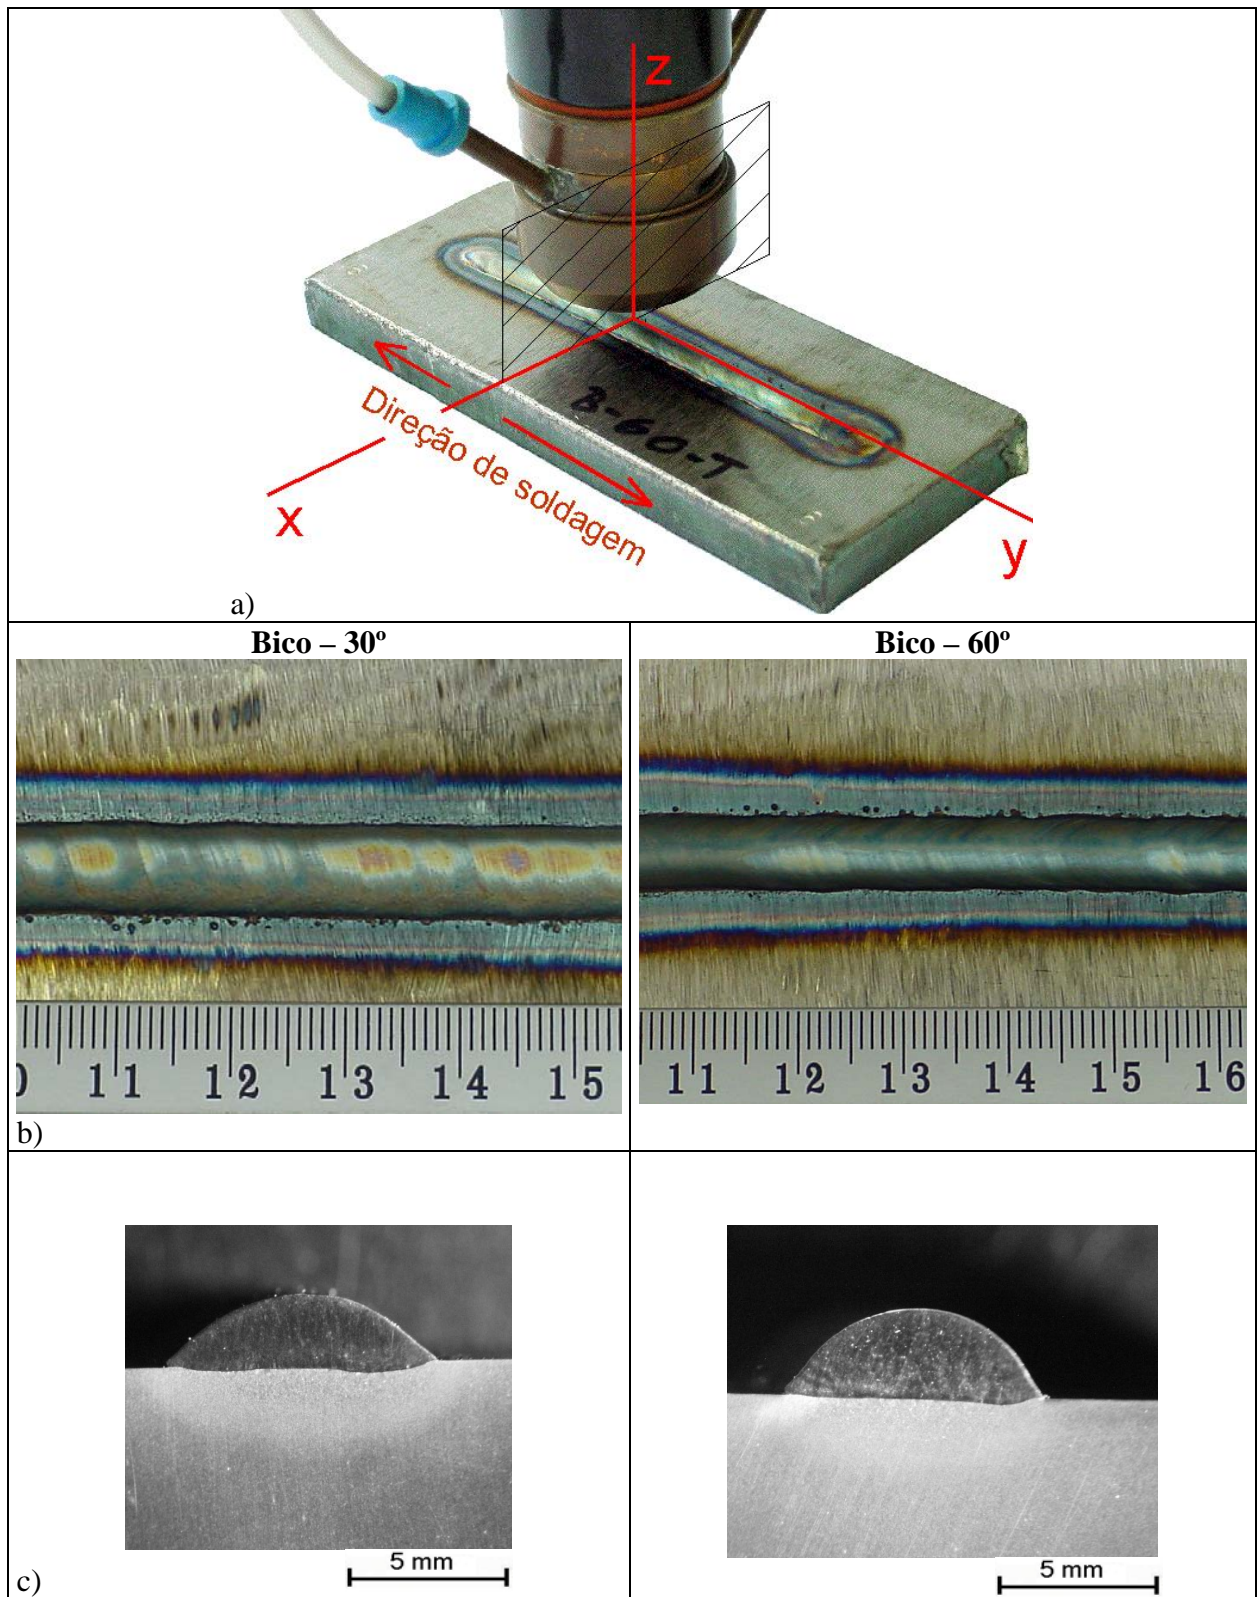 z
Direção de soldagem
B-60-T
x
y
a)
Bico – 30º
Bico – 60º
0 11 12 13 14 15
11 12 13 14 15 16
b)
5 mm
5 mm
c)